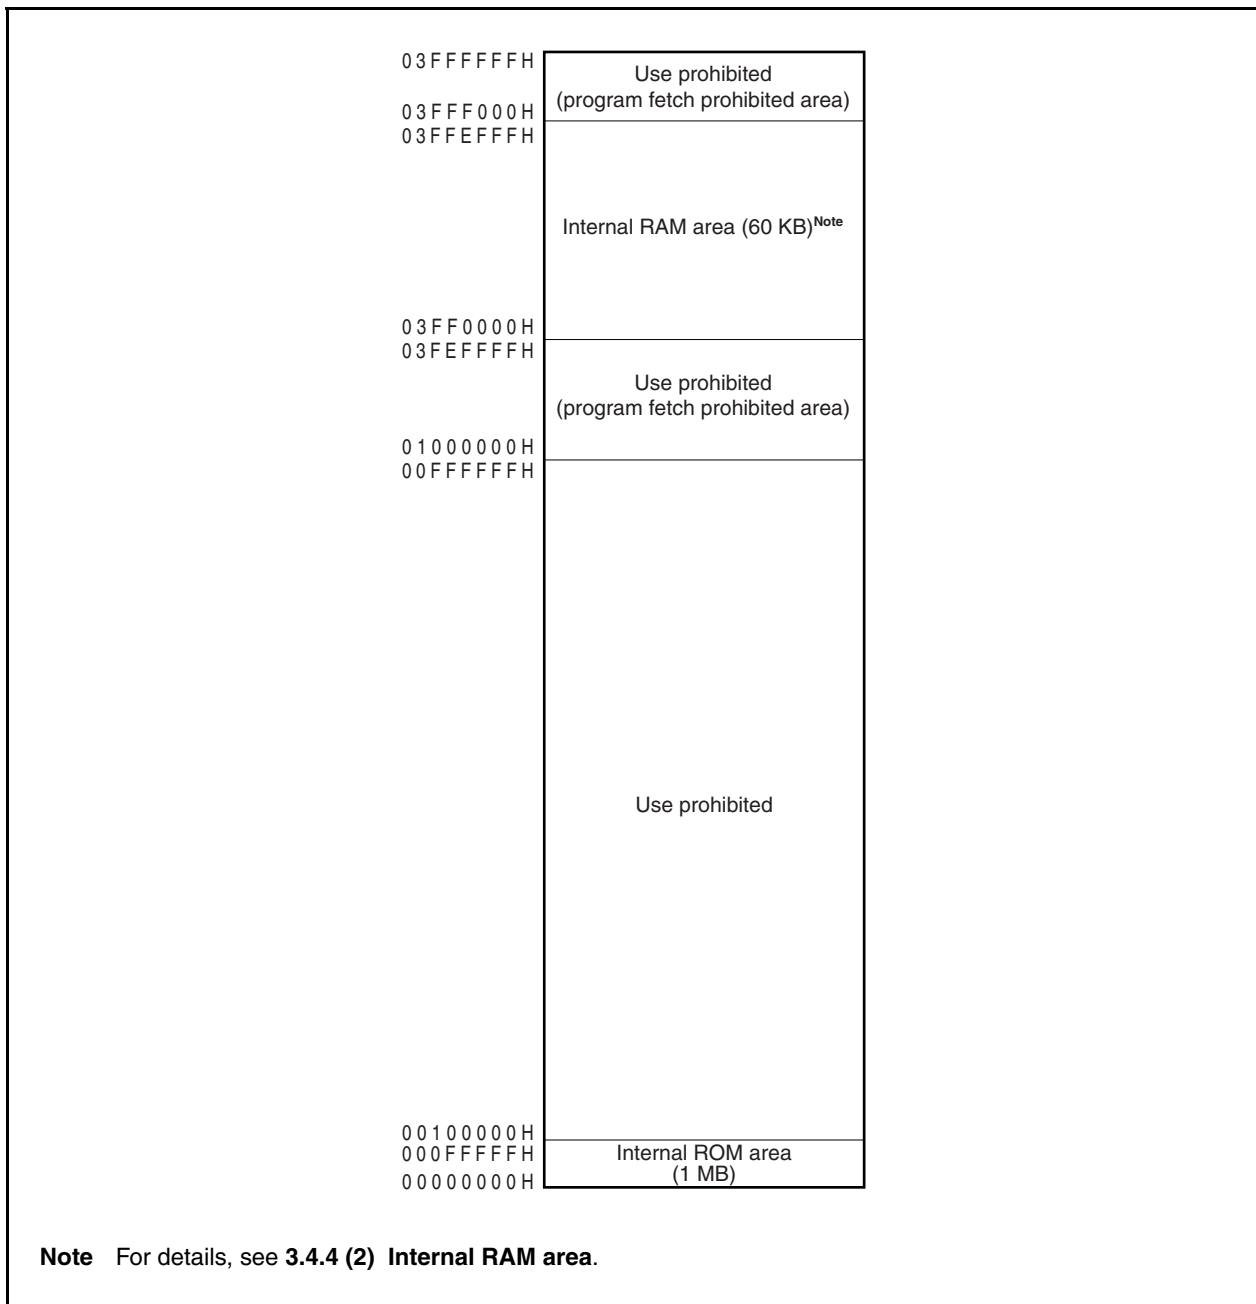 03FFFFFFH
Use prohibited
(program fetch prohibited area)
03FFF000H
03FFEFFFH
Internal RAM area (60 KB)Note
03FF0000H
03FEFFFFH
Use prohibited
(program fetch prohibited area)
01000000H
00FFFFFFH
Use prohibited
00100000H
000FFFFFH
Internal ROM area
(1 MB)
00000000H
Note For details, see 3.4.4 (2) Internal RAM area.